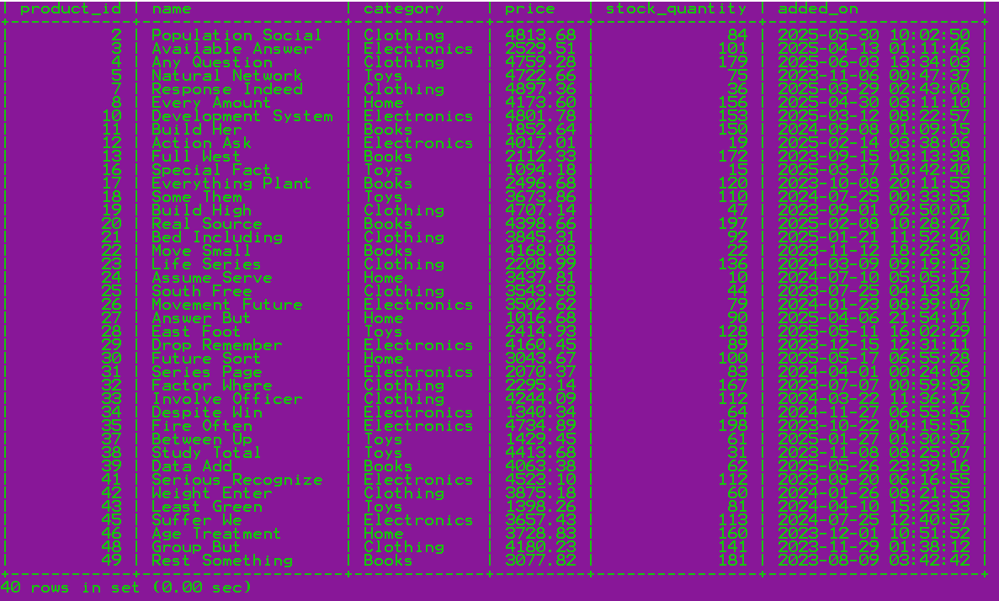 | product_id | name               | category    | price   | stock_quantity | added_on            |
+------------+--------------------+-------------+---------+----------------+---------------------+
|          2 | Population Social  | Clothing    | 4813.68 |             84 | 2025-05-30 10:02:50 |
|          3 | Available Answer   | Electronics | 2529.51 |            101 | 2025-04-13 01:11:46 |
|          4 | Any Question       | Clothing    | 4759.28 |            179 | 2025-06-03 13:34:03 |
|          5 | Natural Network    | Toys        | 4722.66 |             75 | 2023-11-06 00:47:37 |
|          7 | Response Indeed    | Clothing    | 4897.36 |             36 | 2025-03-29 02:43:08 |
|          8 | Every Amount       | Home        | 4173.60 |            156 | 2025-04-30 03:11:10 |
|         10 | Development System | Electronics | 4801.78 |            153 | 2025-03-12 08:22:57 |
|         11 | Build Her          | Books       | 1852.64 |            150 | 2024-09-08 01:09:15 |
|         12 | Action Ask         | Electronics | 4017.01 |             19 | 2025-02-14 03:38:06 |
|         13 | Full West          | Books       | 2112.33 |            172 | 2023-09-15 03:13:38 |
|         16 | Special Fact       | Toys        | 1094.18 |             15 | 2025-03-17 10:42:40 |
|         17 | Everything Plant   | Books       | 2496.68 |            120 | 2023-10-08 20:11:55 |
|         18 | Some Them          | Toys        | 3673.86 |            110 | 2024-07-25 00:33:53 |
|         19 | Build High         | Clothing    | 4707.14 |             47 | 2023-09-01 02:50:01 |
|         20 | Real Source        | Books       | 4398.66 |            197 | 2025-02-08 10:28:27 |
|         21 | Bed Including      | Clothing    | 3845.31 |             92 | 2025-01-21 11:52:40 |
|         22 | Move Small         | Books       | 4168.08 |             22 | 2023-11-12 18:26:30 |
|         23 | Life Series        | Clothing    | 2208.99 |            136 | 2024-03-09 09:19:13 |
|         24 | Assume Serve       | Home        | 3437.81 |             10 | 2024-07-10 05:05:17 |
|         25 | South Free         | Clothing    | 3543.58 |             44 | 2023-07-25 04:13:43 |
|         26 | Movement Future    | Electronics | 3502.62 |             79 | 2024-01-23 08:39:07 |
|         27 | Answer But         | Home        | 1016.68 |             90 | 2025-04-06 21:54:11 |
|         28 | East Foot          | Toys        | 2414.93 |            128 | 2025-05-11 16:02:29 |
|         29 | Drop Remember      | Electronics | 4160.45 |             89 | 2023-12-15 12:31:11 |
|         30 | Future Sort        | Home        | 3043.67 |            100 | 2025-05-17 06:55:28 |
|         31 | Series Page        | Electronics | 2070.37 |             83 | 2024-04-01 00:24:06 |
|         32 | Factor Where       | Clothing    | 2295.14 |            167 | 2023-07-07 00:59:39 |
|         33 | Involve Officer    | Clothing    | 4244.09 |            112 | 2024-03-22 11:36:17 |
|         34 | Despite Win        | Electronics | 1340.34 |             64 | 2024-11-27 06:55:45 |
|         35 | Fire Often         | Electronics | 4734.89 |            198 | 2023-10-22 04:15:51 |
|         37 | Between Up         | Toys        | 1429.45 |             61 | 2025-01-27 01:30:37 |
|         38 | Study Total        | Toys        | 4413.68 |             31 | 2023-11-08 08:25:07 |
|         39 | Data Add           | Books       | 4063.38 |             62 | 2025-05-26 23:39:16 |
|         41 | Serious Recognize  | Electronics | 4523.10 |            112 | 2023-08-20 06:16:55 |
|         42 | Weight Enter       | Clothing    | 3875.18 |             60 | 2024-01-26 08:21:55 |
|         43 | Least Green        | Toys        | 1398.26 |             81 | 2024-04-10 15:23:33 |
|         45 | Suffer We          | Electronics | 3657.43 |            113 | 2024-07-25 12:40:57 |
|         46 | Age Treatment      | Home        | 3728.83 |            160 | 2023-12-01 10:51:52 |
|         48 | Group But          | Clothing    | 4180.23 |            141 | 2023-11-29 01:38:12 |
|         49 | Rest Something     | Books       | 3077.82 |            181 | 2023-08-09 03:42:42 |
+------------+--------------------+-------------+---------+----------------+---------------------+
40 rows in set (0.00 sec)